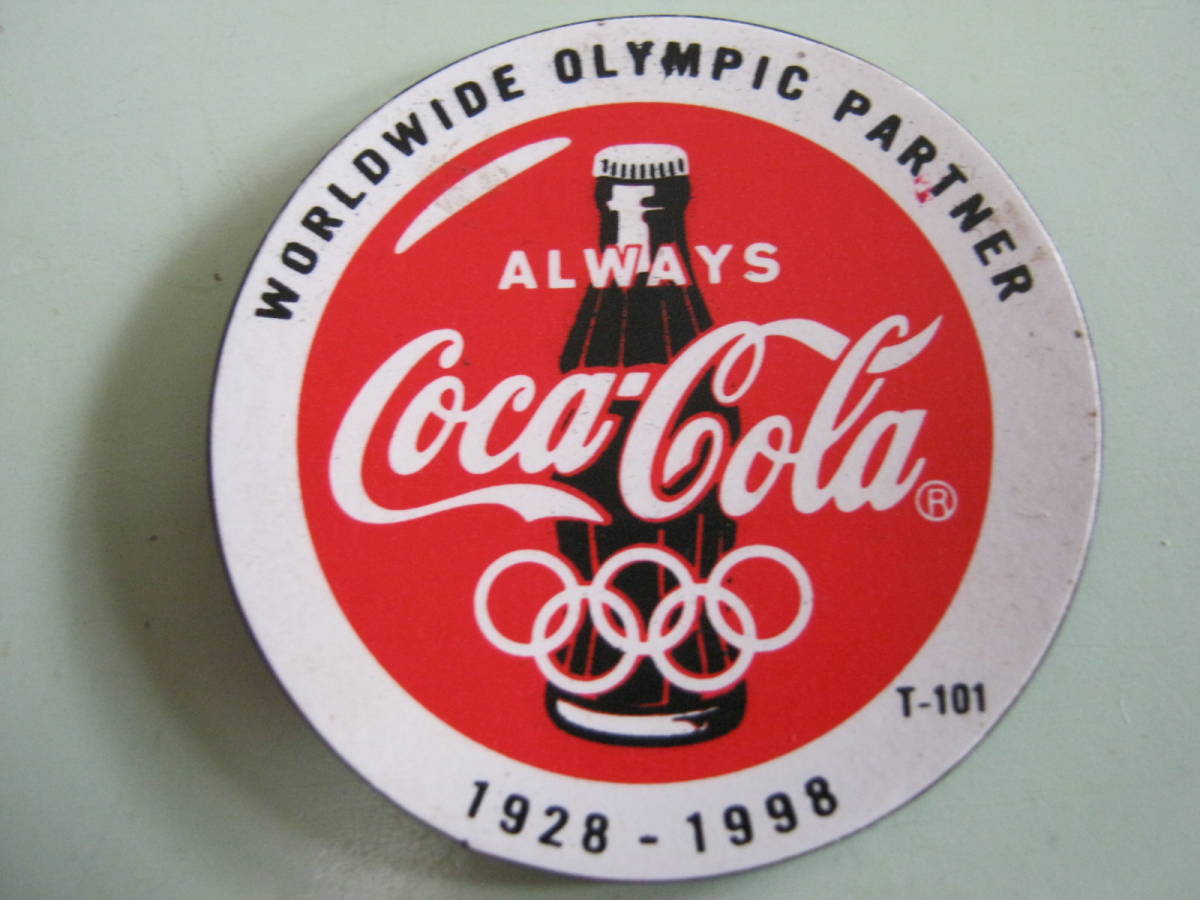 WORLDWIDE OLYMPIC PARTNER
ALWAYS
Coca-Cola ®
T-101
1928 - 1998